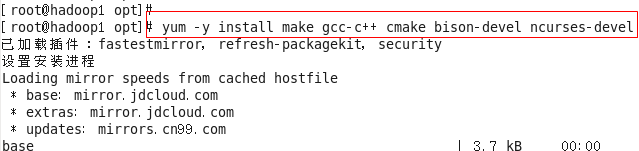 [root@hadoop1 opt]#
[root@hadoop1 opt]# yum -y install make gcc-c++ cmake bison-devel ncurses-devel
已加载插件：fastestmirror, refresh-packagekit, security
设置安装进程
Loading mirror speeds from cached hostfile
* base: mirror.jdcloud.com
* extras: mirror.jdcloud.com
* updates: mirrors.cn99.com
base | 3.7 kB 00:00